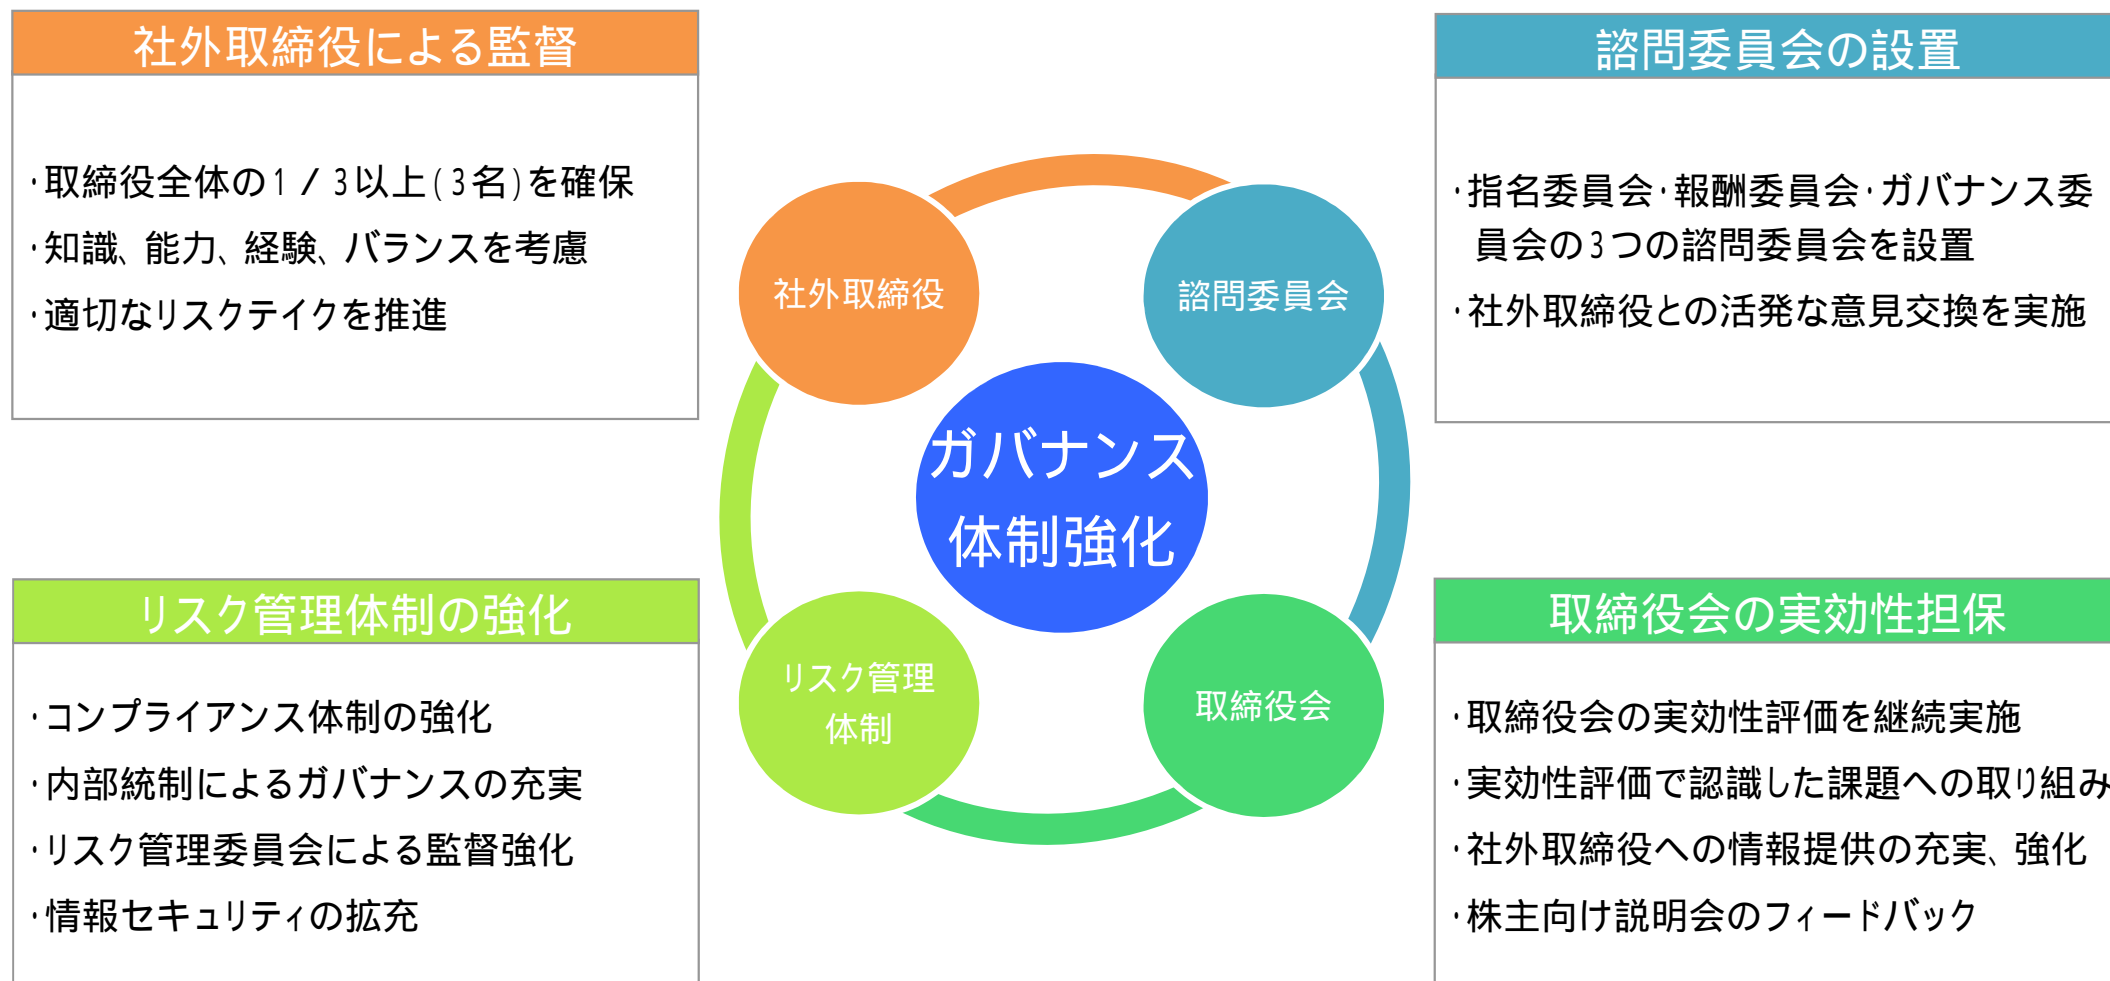 社外取締役による監督
・取締役全体の1/3以上(3名)を確保
・知識、能力、経験、バランスを考慮
・適切なリスクテイクを推進
諮問委員会の設置
・指名委員会・報酬委員会・ガバナンス委
員会の3つの諮問委員会を設置
・社外取締役との活発な意見交換を実施
社外取締役
諮問委員会
ガバナンス
体制強化
リスク管理
体制
取締役会
リスク管理体制の強化
・コンプライアンス体制の強化
・内部統制によるガバナンスの充実
・リスク管理委員会による監督強化
・情報セキュリティの拡充
取締役会の実効性担保
・取締役会の実効性評価を継続実施
・実効性評価で認識した課題への取り組み
・社外取締役への情報提供の充実、強化
・株主向け説明会のフィードバック